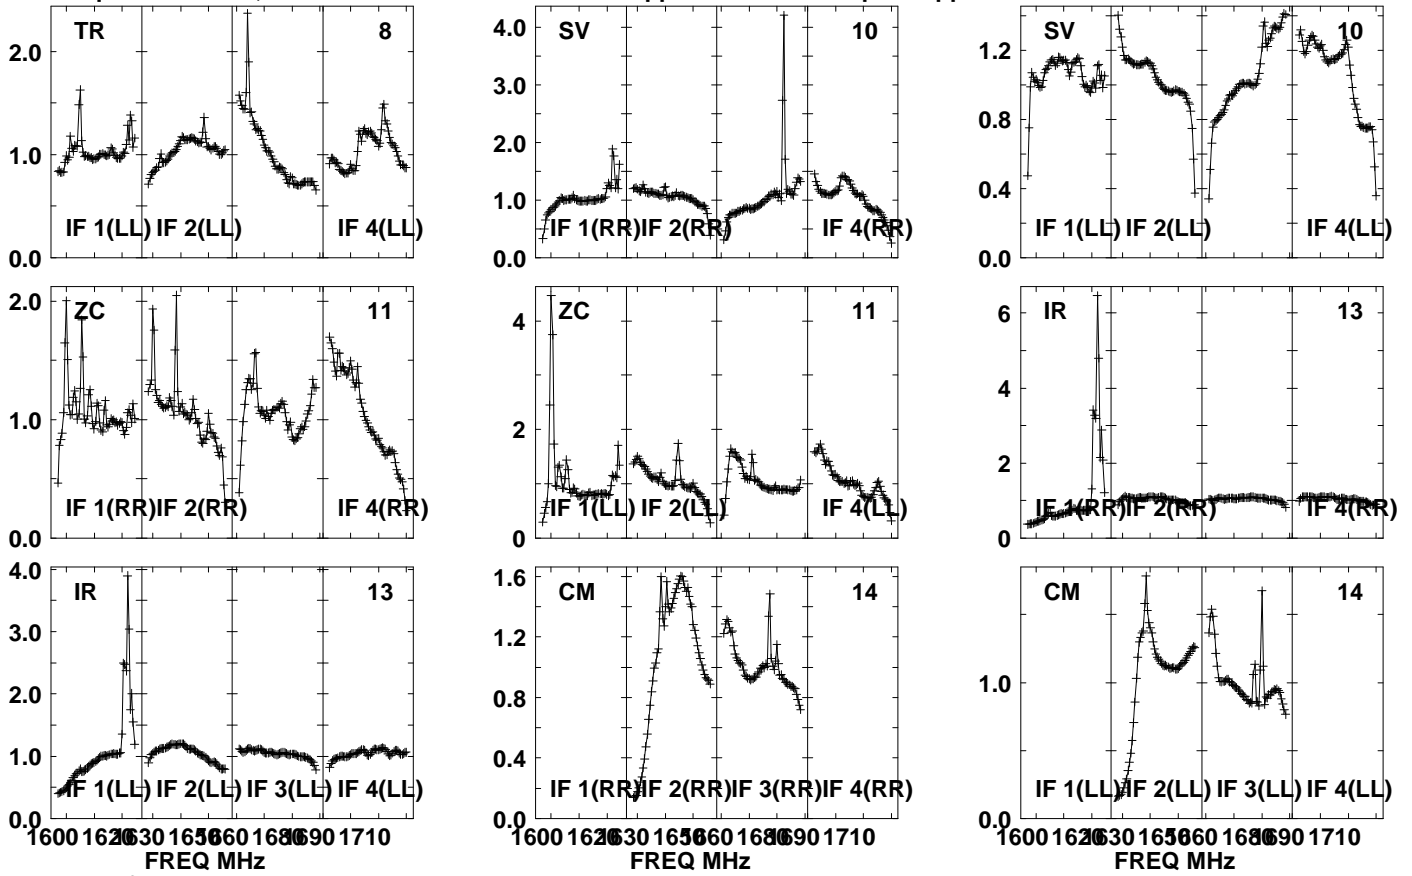 TR 8 SV 10 SV 10
2.0 4.0 1.2
3.0
1.0 2.0 0.8
1.0 0.4
IF 1(LL) IF 2(LL) IF 4(LL) IF 1(RR) IF 2(RR) IF 4(RR) IF 1(LL) IF 2(LL) IF 4(LL)
0.0 0.0 0.0
ZC 11 ZC 11 IR 13
2.0 4 6
4
1.0 2 2
IF 1(RR) IF 2(RR) IF 4(RR) IF 1(LL) IF 2(LL) IF 4(LL) IF 1(RR) IF 2(RR) IF 4(RR)
0.0 0 0
IR 13 CM 14 CM 14
4.0 1.6
3.0 1.2
2.0 0.8 1.0
1.0 0.4
IF 1(LL) IF 2(LL) IF 3(LL) IF 4(LL) IF 1(RR) IF 2(RR) IF 3(RR) IF 4(RR) IF 1(LL) IF 2(LL) IF 3(LL) IF 4(LL)
0.0 0.0 0.0
1600 1620 1630 1650 1660 1680 1690 1710 1600 1620 1630 1650 1660 1680 1690 1710 1600 1620 1630 1650 1660 1680 1690 1710
FREQ MHz FREQ MHz FREQ MHz